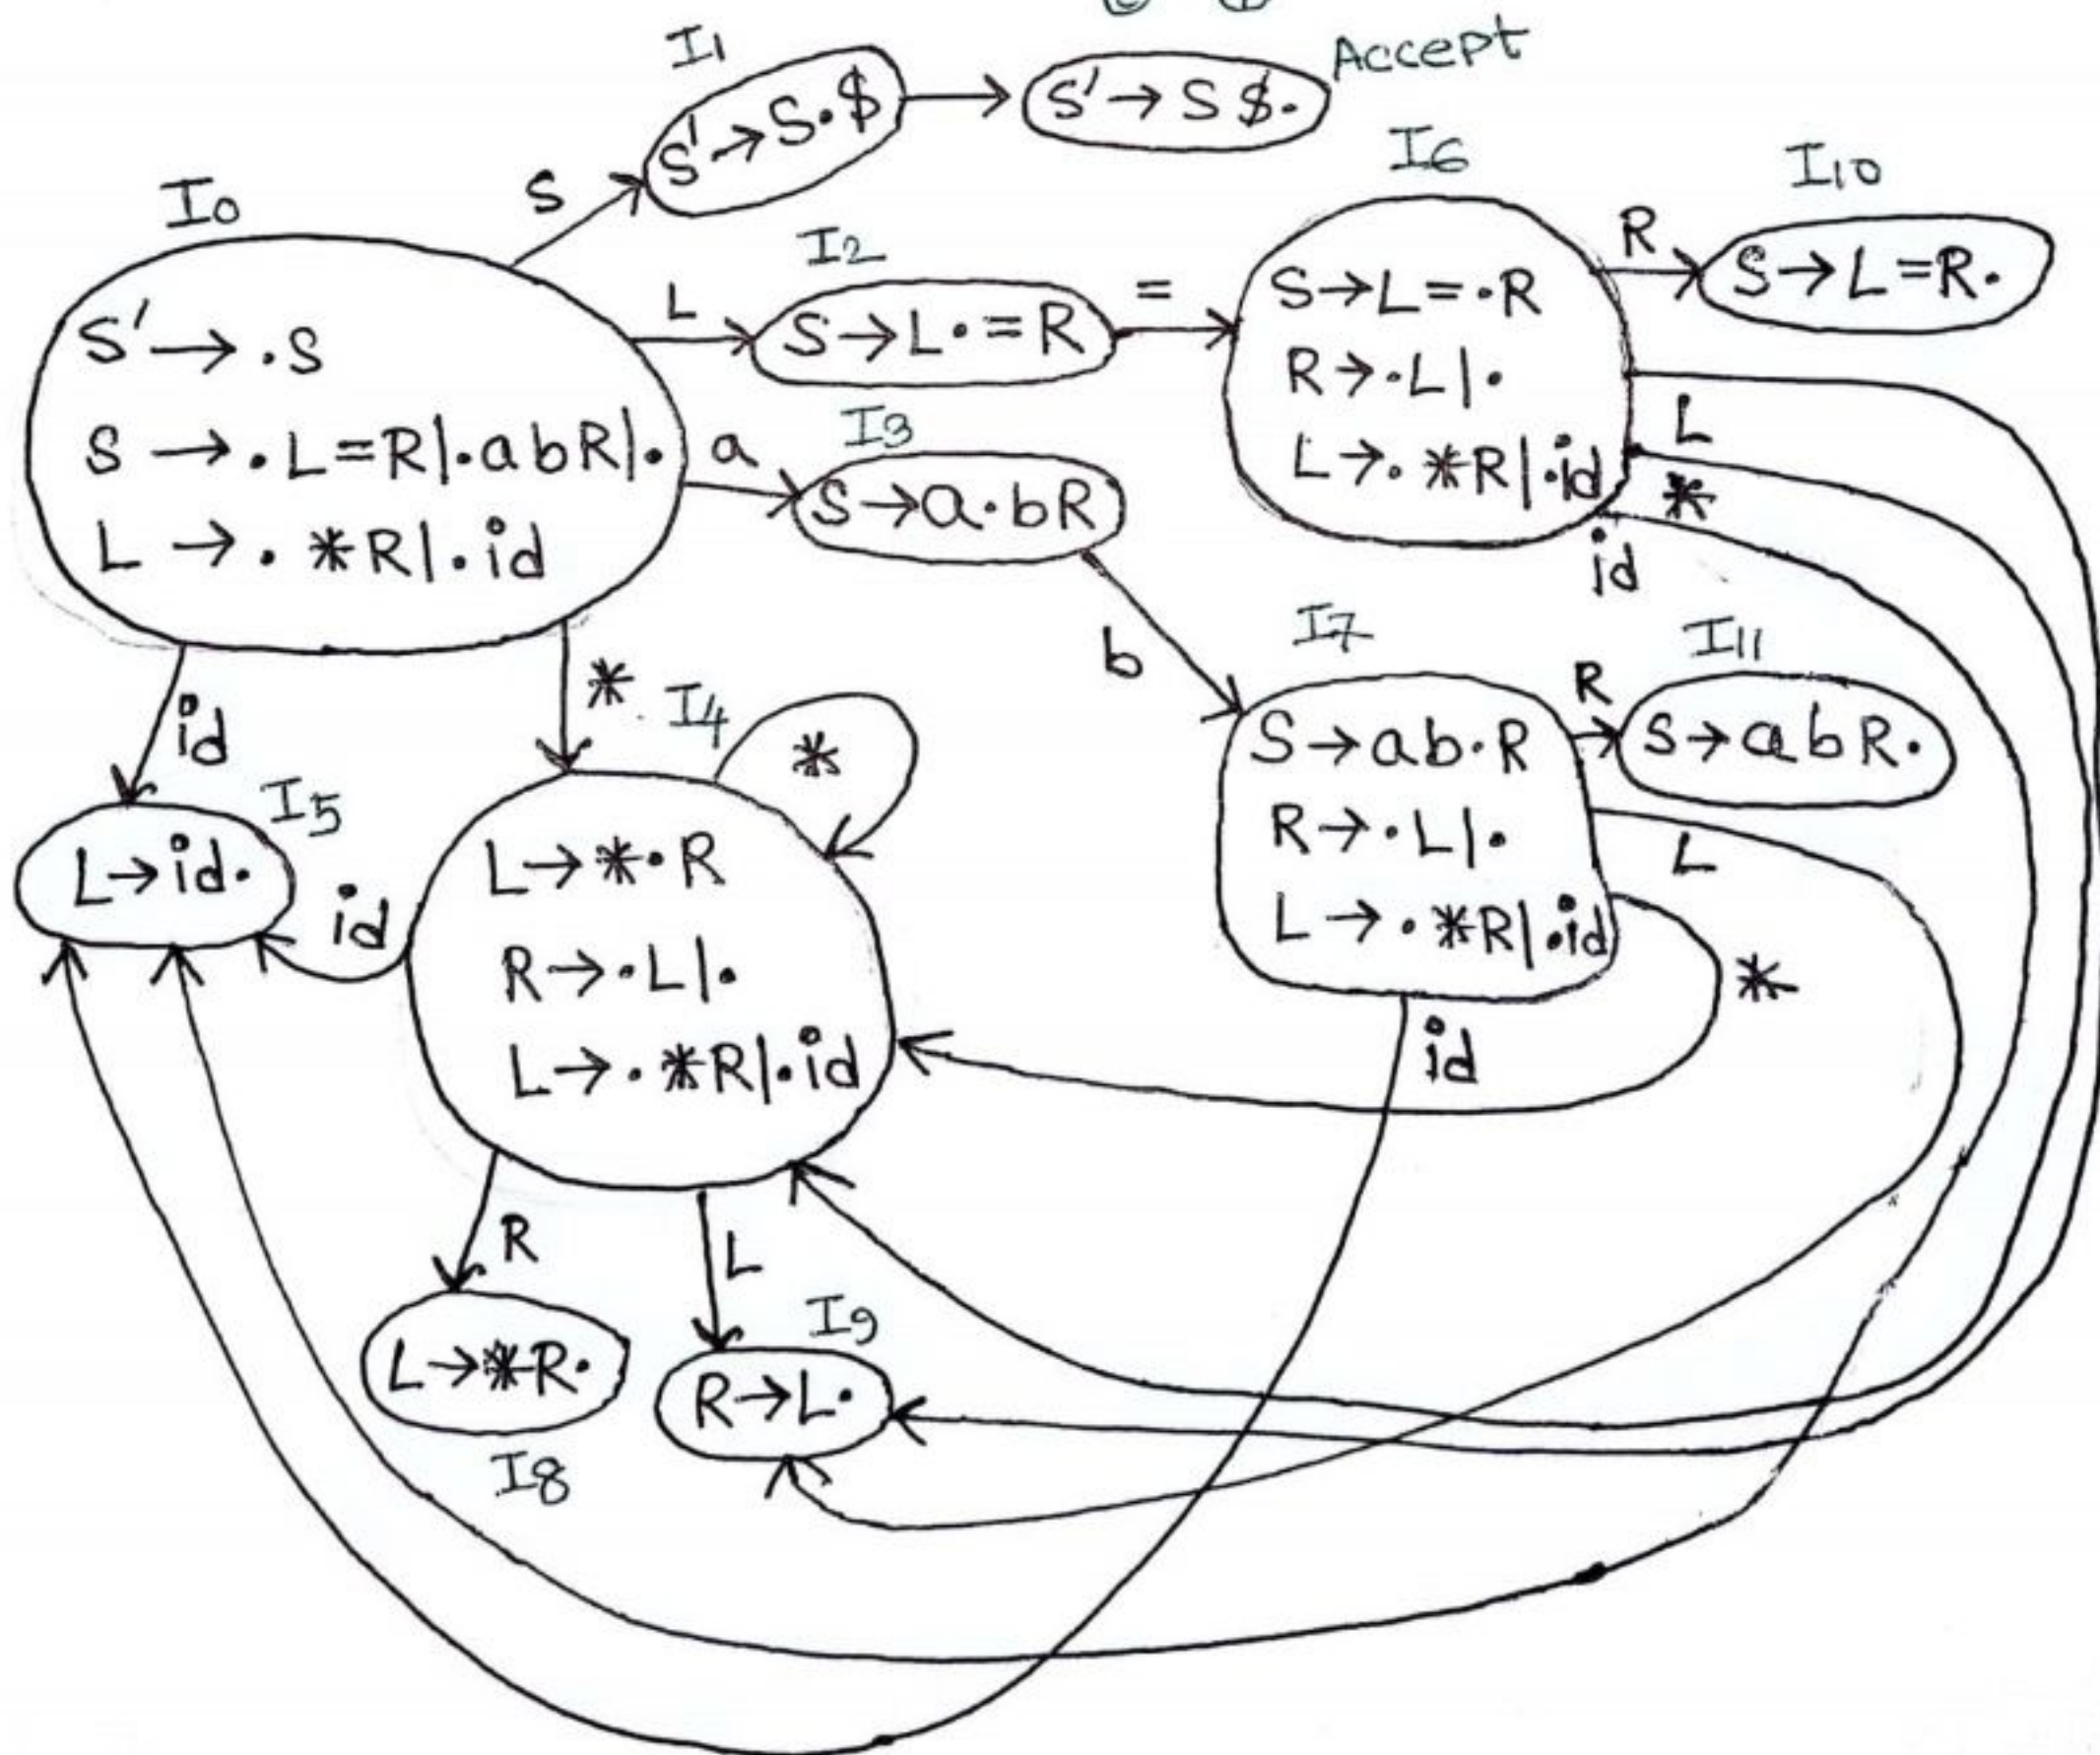 I1
S'→S·$
S'→S$·
Accept
I0
S
S'→·S
S→·L=R|·abR|·
L→·*R|·id
I2
L
S→L·=R
=
I6
S→L=·R
R→·L|·
L→·*R|·id
I10
R
S→L=R·
L
*
id
I3
a
S→a·bR
b
I7
S→ab·R
R→·L|·
L→·*R|·id
I11
R
S→abR·
L
*
id
id
*
I4
*
I5
L→id·
id
L→*·R
R→·L|·
L→·*R|·id
R
L
L→*R·
I8
I9
R→L·